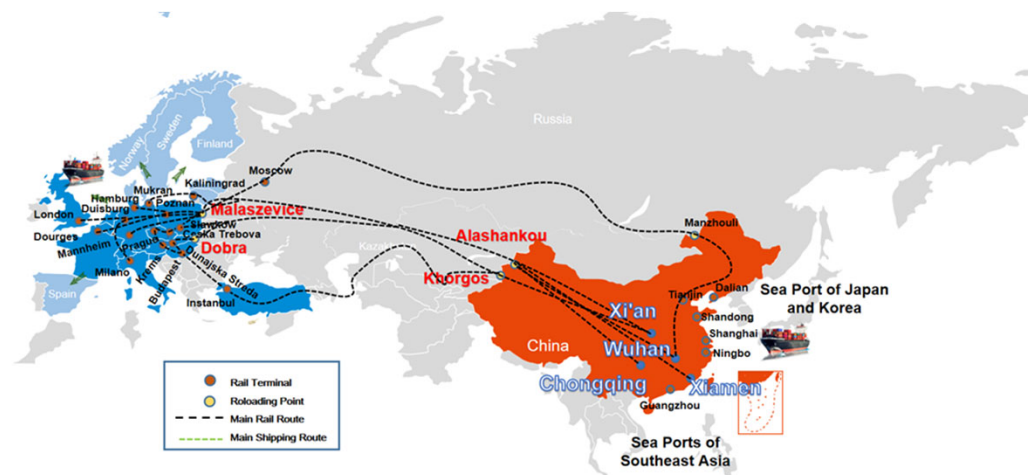 Russia
Norway
Sweden
Finland
Moscow
Kaliningrad
Mukran
Hamburg
Poznan
Duisburg
Malaszevice
London
Slavkow
Dourges
Ceska Trebova
Mannheim
Prague
Dobra
Alashankou
Manzhouli
Kazakhstan
Milano
Krems
Budapest
Dunajska Streda
Khorgos
Spain
Instanbul
Tianjin
Dalian
Sea Port of Japan
and Korea
Xi'an
Shandong
Shanghai
China
Wuhan
Ningbo
Chongqing
Xiamen
Guangzhou
Sea Ports of
Southeast Asia
Rail Terminal
Roloading Point
Main Rail Route
Main Shipping Route